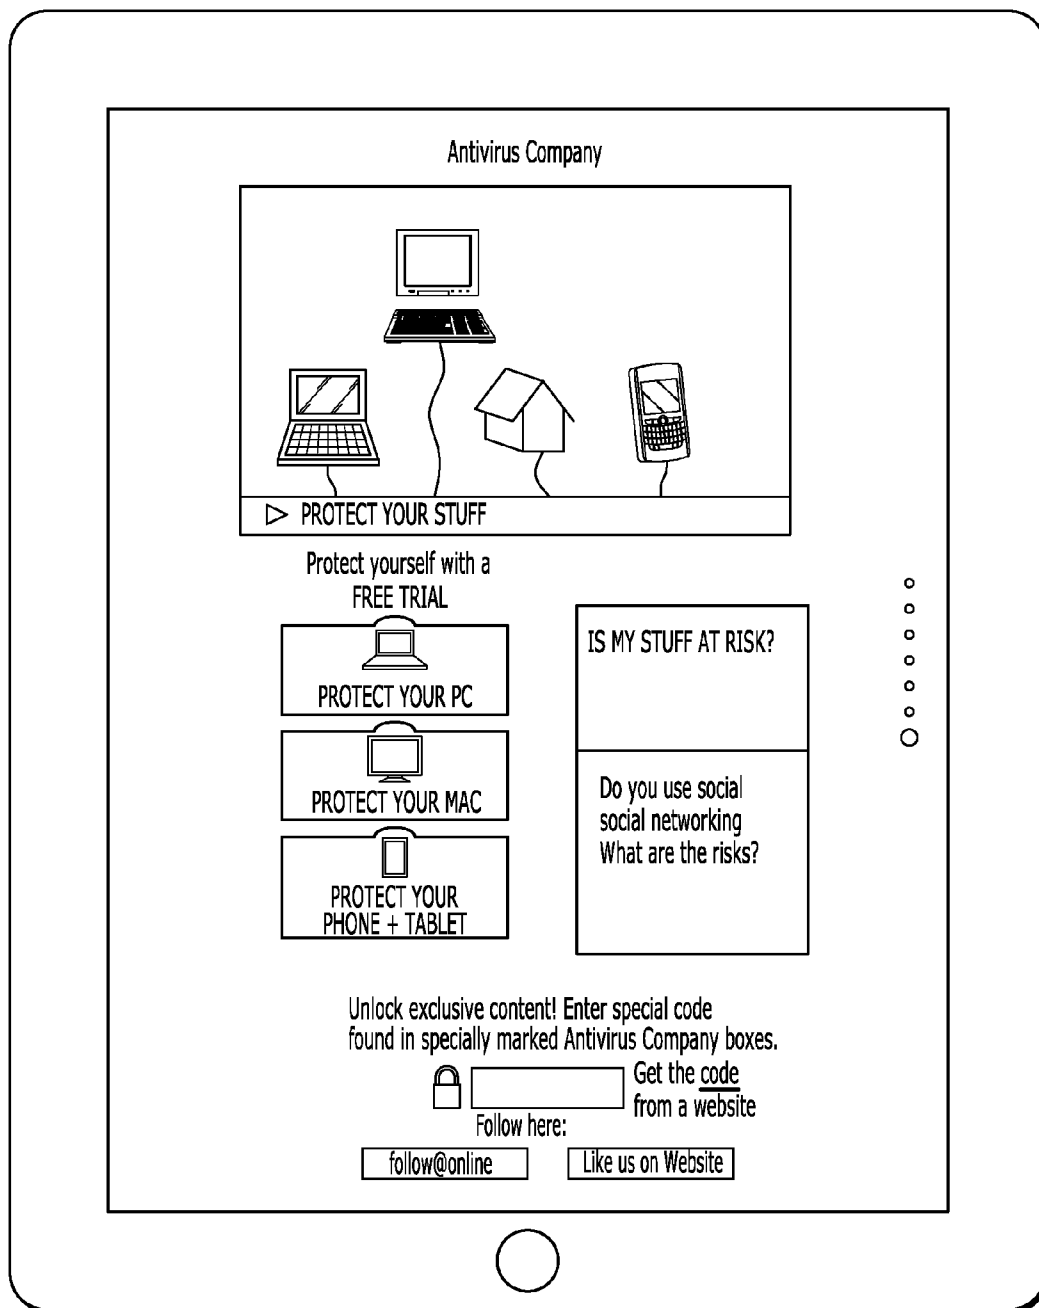 Antivirus Company
PROTECT YOUR STUFF
Protect yourself with a
FREE TRIAL
PROTECT YOUR PC
PROTECT YOUR MAC
PROTECT YOUR
PHONE + TABLET
IS MY STUFF AT RISK?
Do you use social
social networking
What are the risks?
Unlock exclusive content! Enter special code
found in specially marked Antivirus Company boxes.
Get the code
from a website
Follow here:
follow@online
Like us on Website